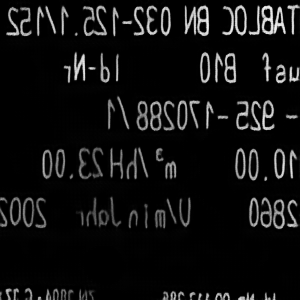 TABLOC BN 032-125.1/152
B10 Id-Nr
- 925 -170288/1
10.00 m³/h H 23.00
2860 U/min Jahr 2002